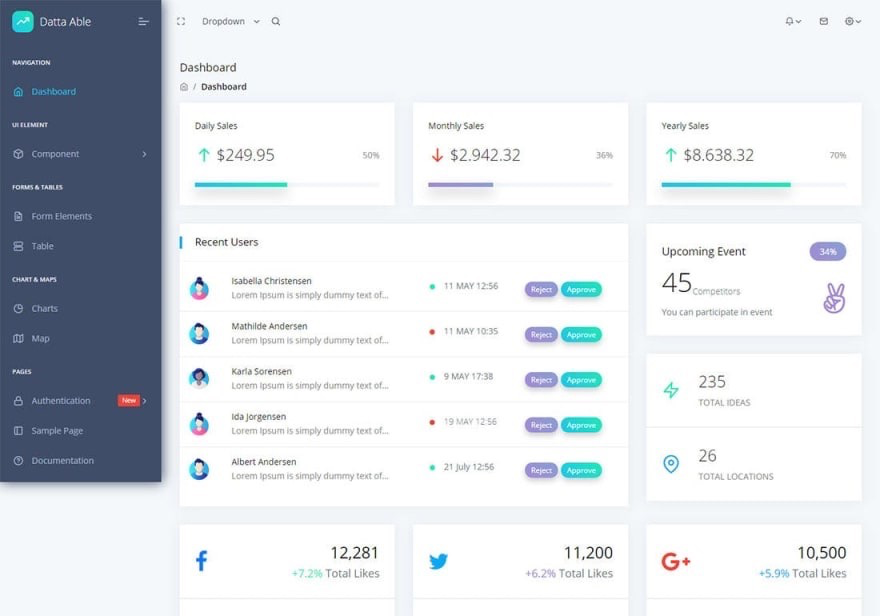 Datta Able
Dropdown
NAVIGATION
Dashboard
UI ELEMENT
Component
FORMS & TABLES
Form Elements
Table
CHART & MAPS
Charts
Map
PAGES
Authentication New
Sample Page
Documentation
Dashboard
/ Dashboard
Daily Sales
$249.95 50%
Monthly Sales
$2.942.32 36%
Yearly Sales
$8.638.32 70%
Recent Users
Isabella Christensen
Lorem Ipsum is simply dummy text of...
11 MAY 12:56
Reject Approve
Mathilde Andersen
Lorem Ipsum is simply dummy text of...
11 MAY 10:35
Reject Approve
Karla Sorensen
Lorem Ipsum is simply dummy text of...
9 MAY 17:38
Reject Approve
Ida Jorgensen
Lorem Ipsum is simply dummy text of...
19 MAY 12:56
Reject Approve
Albert Andersen
Lorem Ipsum is simply dummy text of...
21 July 12:56
Reject Approve
Upcoming Event 34%
45 Competitors
You can participate in event
235
TOTAL IDEAS
26
TOTAL LOCATIONS
12,281
+7.2% Total Likes
11,200
+6.2% Total Likes
G+ 10,500
+5.9% Total Likes